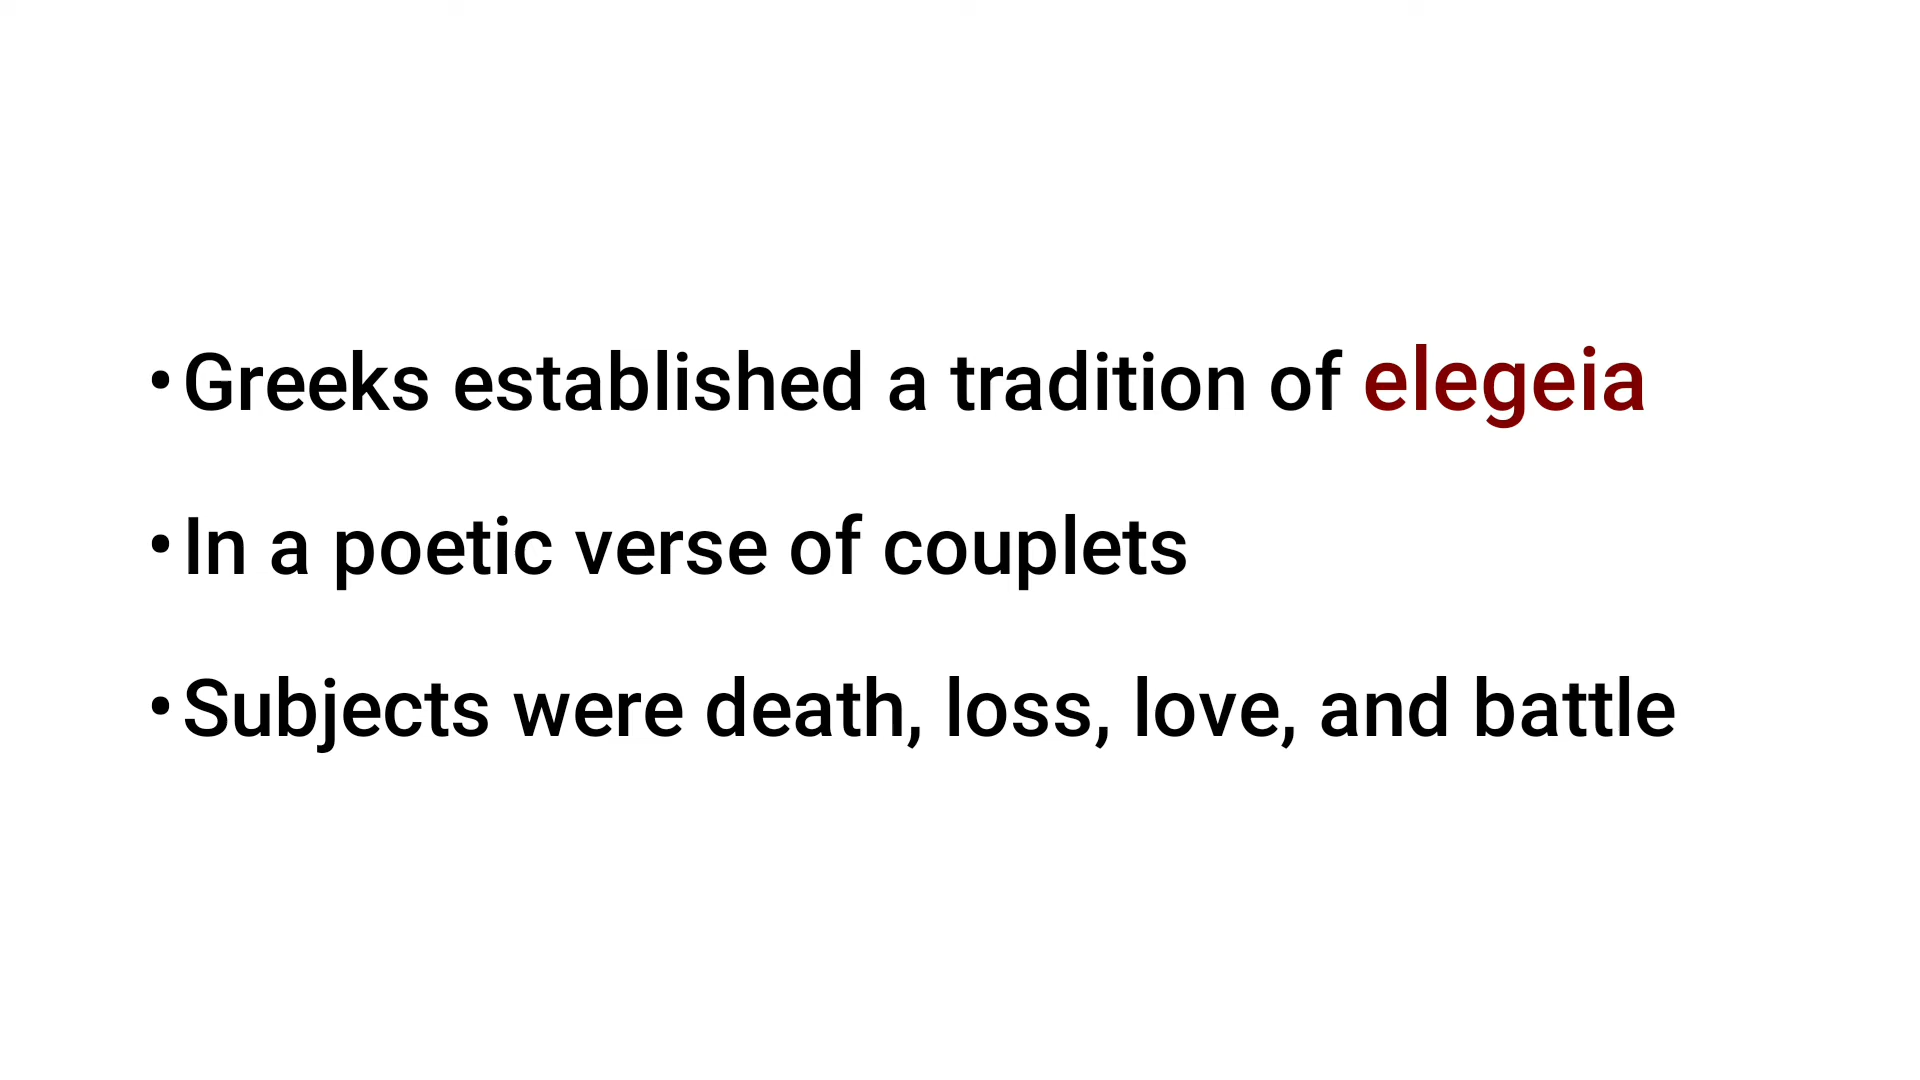 •Greeks established a tradition of elegeia
•In a poetic verse of couplets
•Subjects were death, loss, love, and battle